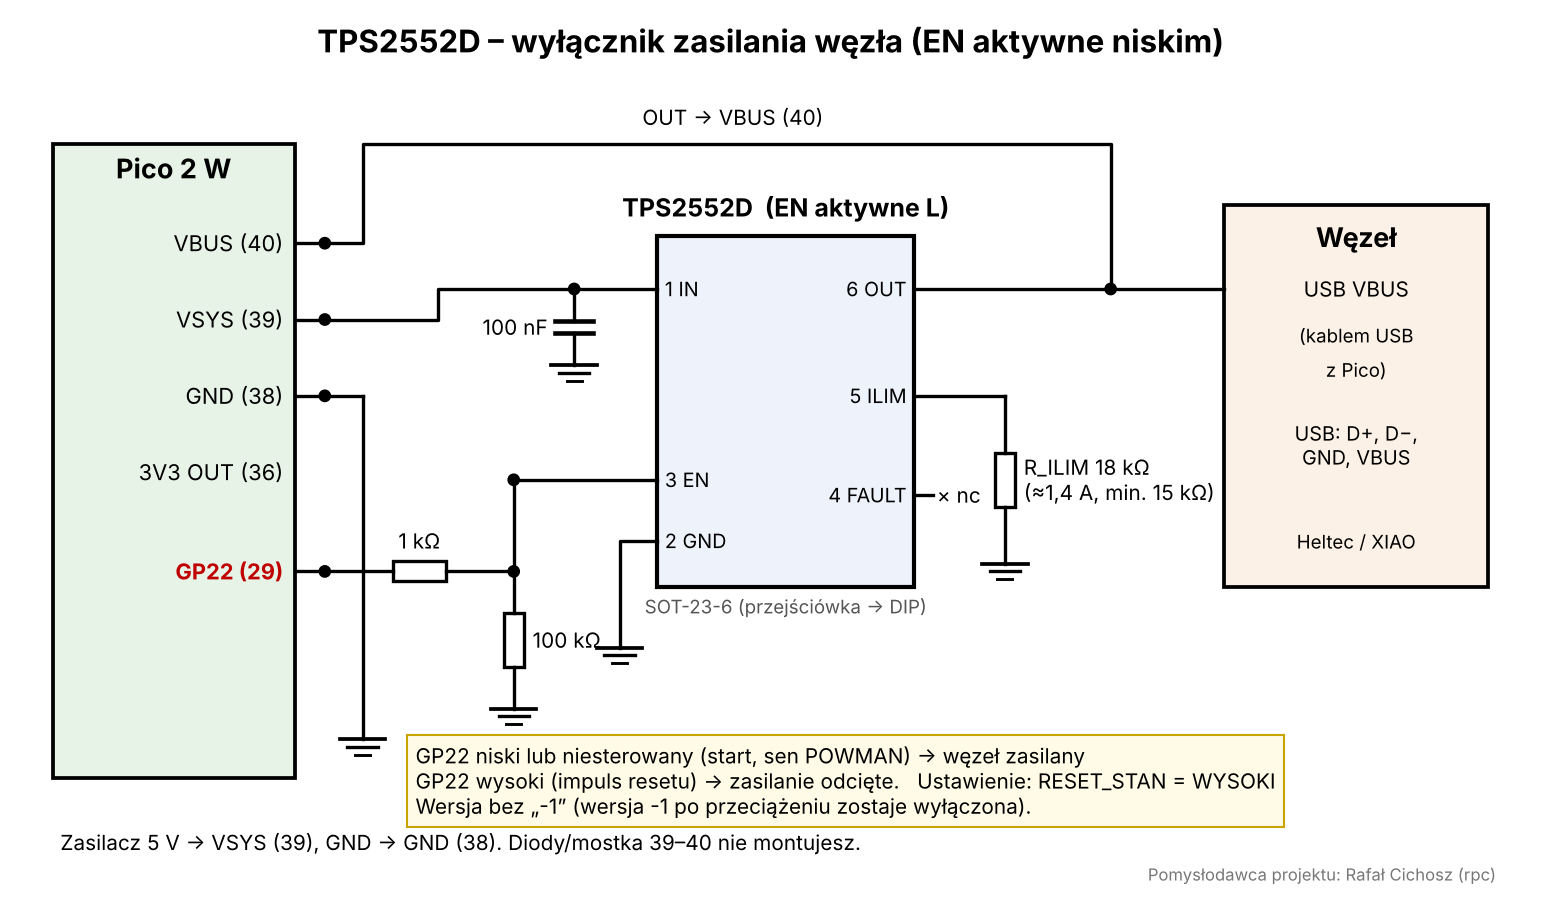 TPS2552D – wyłącznik zasilania węzła (EN aktywne niskim)
OUT → VBUS (40)
Pico 2 W
VBUS (40)
VSYS (39)
GND (38)
3V3 OUT (36)
GP22 (29)
100 nF
1 kΩ
100 kΩ
TPS2552D (EN aktywne L)
1 IN
3 EN
2 GND
6 OUT
5 ILIM
4 FAULT
× nc
SOT-23-6 (przejściówka → DIP)
R_ILIM 18 kΩ
(≈1,4 A, min. 15 kΩ)
Węzeł
USB VBUS
(kablem USB
z Pico)
USB: D+, D−,
GND, VBUS
Heltec / XIAO
GP22 niski lub niesterowany (start, sen POWMAN) → węzeł zasilany
GP22 wysoki (impuls resetu) → zasilanie odcięte. Ustawienie: RESET_STAN = WYSOKI
Wersja bez „-1” (wersja -1 po przeciążeniu zostaje wyłączona).
Zasilacz 5 V → VSYS (39), GND → GND (38). Diody/mostka 39–40 nie montujesz.
Pomysłodawca projektu: Rafał Cichosz (rpc)